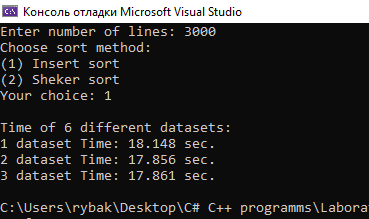 Консоль отладки Microsoft Visual Studio
Enter number of lines: 3000
Choose sort method:
(1) Insert sort
(2) Sheker sort
Your choice: 1
Time of 6 different datasets:
1 dataset Time: 18.148 sec.
2 dataset Time: 17.856 sec.
3 dataset Time: 17.861 sec.
C:\Users\rybak\Desktop\C# C++ programms\Labora